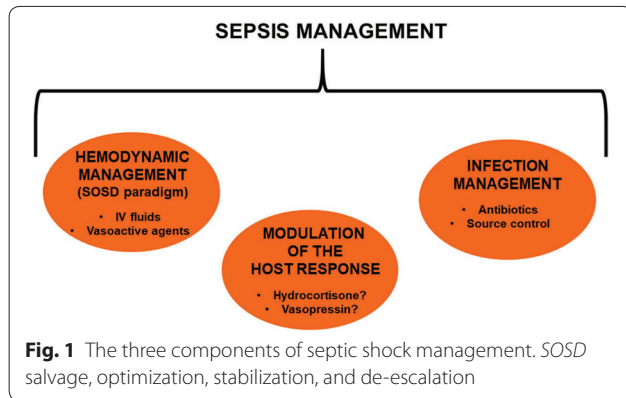 SEPSIS MANAGEMENT
HEMODYNAMIC
MANAGEMENT
(SOSD paradigm)
• IV fluids
• Vasoactive agents
MODULATION
OF THE
HOST RESPONSE
• Hydrocortisone?
• Vasopressin?
INFECTION
MANAGEMENT
• Antibiotics
• Source control
Fig. 1 The three components of septic shock management. SOSD
salvage, optimization, stabilization, and de-escalation